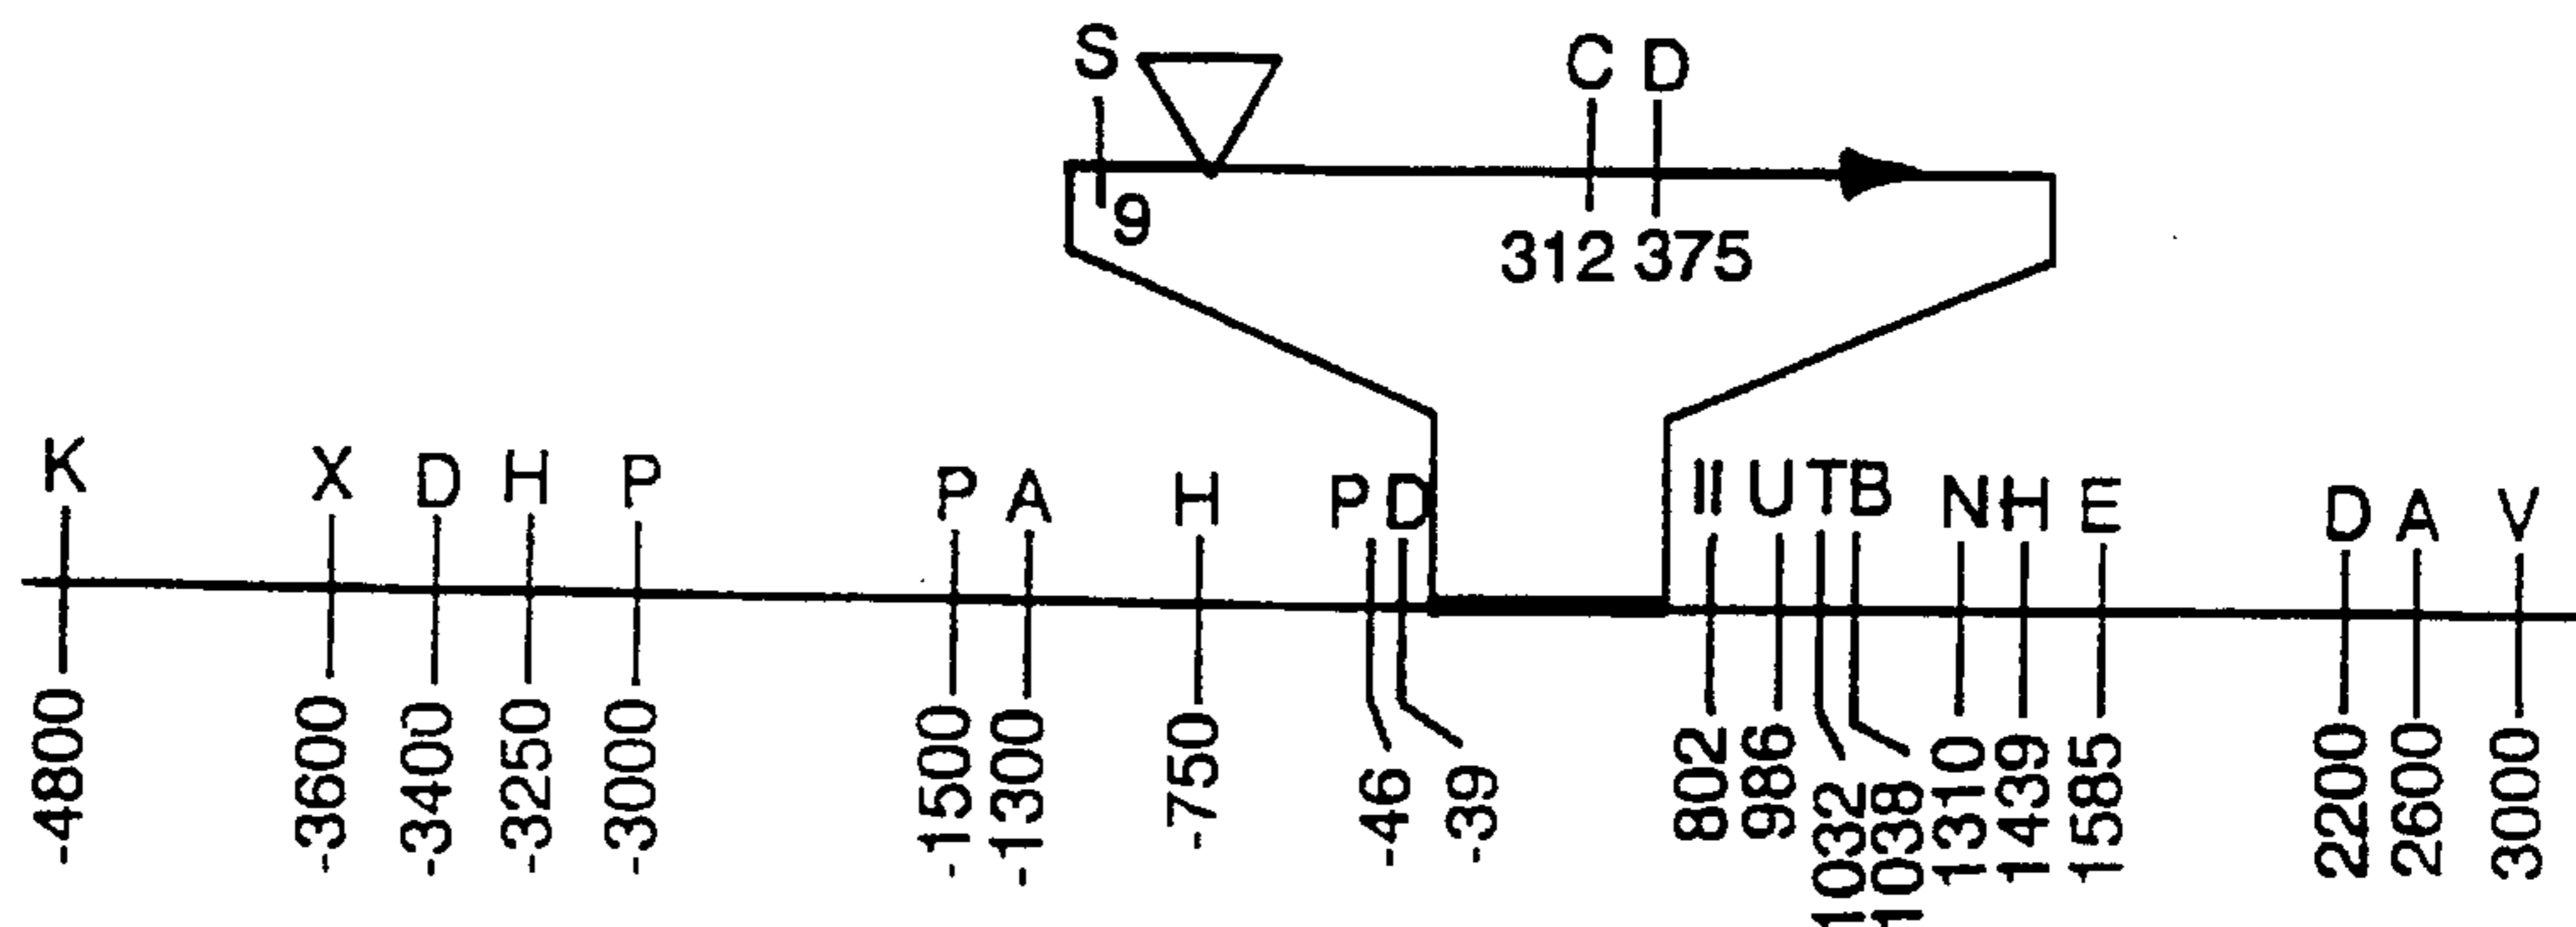 S C D
9 312 375
K X D H P P A H P D II U T B N H E D A V
-4800 -3600 -3400 -3250 -3000 -1500 -1300 -750 -46 -39 802 986 1032 1038 1310 1439 1585 2200 2600 3000